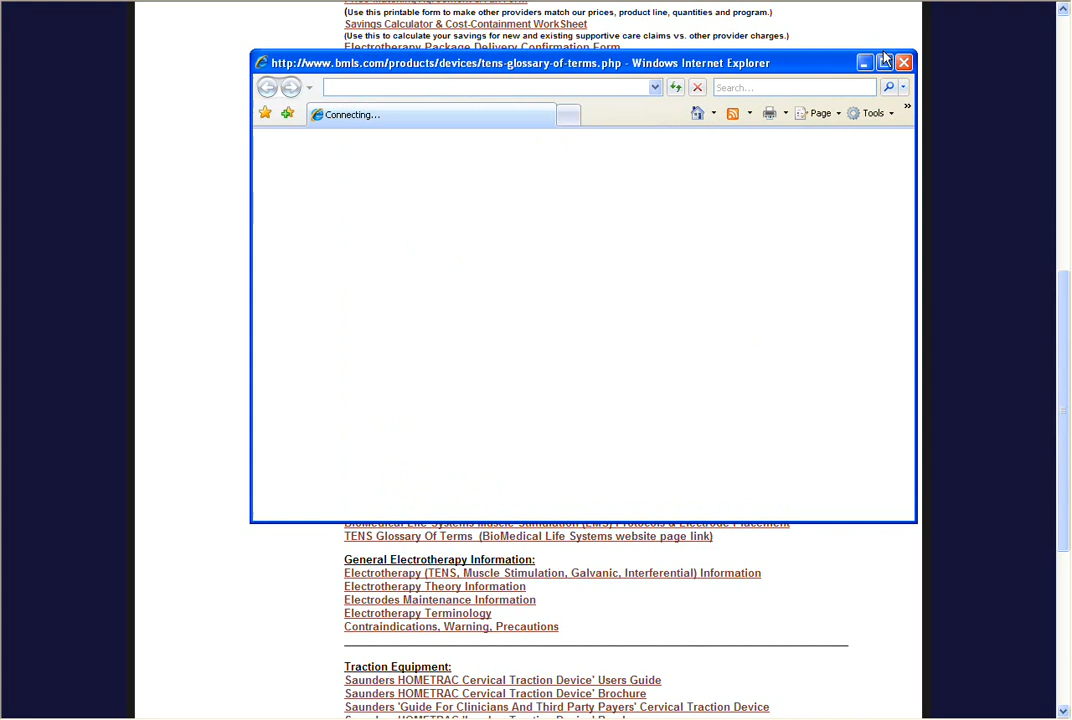 (Use this printable form to make other providers match our prices, product line, quantities and program.)
Savings Calculator & Cost-Containment WorkSheet
(Use this to calculate your savings for new and existing supportive care claims vs. other provider charges.)
Electrotherapy Package Delivery Confirmation Form
http://www.bmls.com/products/devices/tens-glossary-of-terms.php - Windows Internet Explorer
Search...
Connecting...
Page
Tools
»
BioMedical Life Systems Muscle Stimulation (EMS) Protocols & Electrode Placement
TENS Glossary Of Terms (BioMedical Life Systems website page link)
General Electrotherapy Information:
Electrotherapy (TENS, Muscle Stimulation, Galvanic, Interferential) Information
Electrotherapy Theory Information
Electrodes Maintenance Information
Electrotherapy Terminology
Contraindications, Warning, Precautions
Traction Equipment:
Saunders HOMETRAC Cervical Traction Device' Users Guide
Saunders HOMETRAC Cervical Traction Device' Brochure
Saunders 'Guide For Clinicians And Third Party Payers' Cervical Traction Device